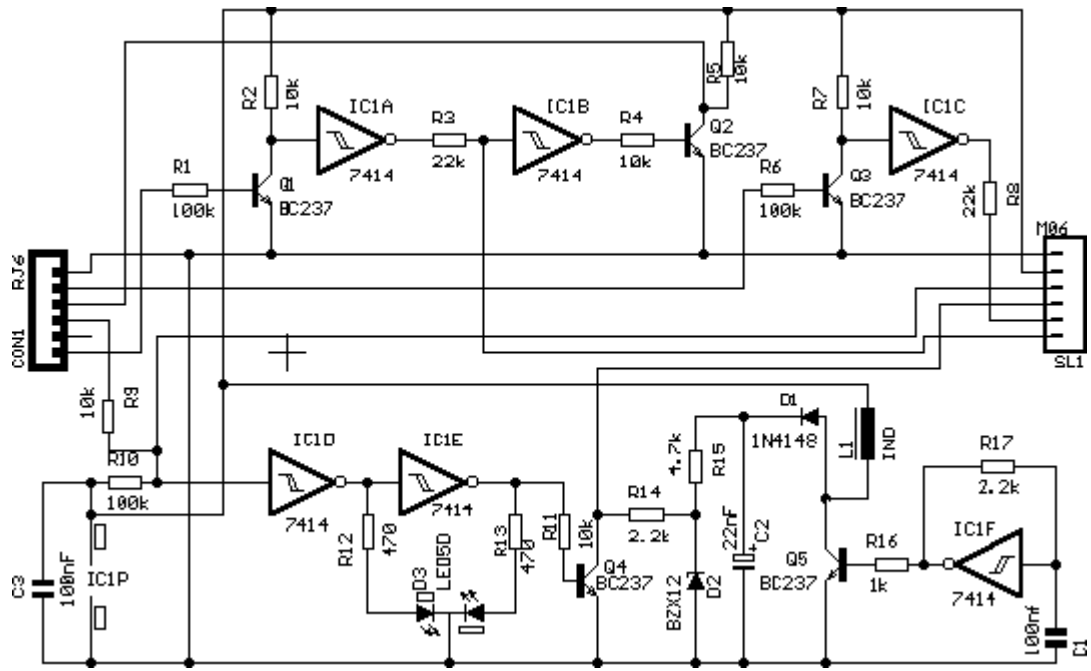 R2
10k
IC1A
7414
R3
22k
IC1B
7414
R4
10k
R5
10k
Q2
BC237
R7
10k
IC1C
7414
R1
100k
Q1
BC237
R6
100k
Q3
BC237
22k
R8
M06
SL1
RJ6
CON1
10k
R9
R10
100k
IC1D
7414
IC1E
7414
R12
470
R13
470
R11
10k
D3
LED5D
Q4
BC237
R14
2.2k
4.7k
R15
BZX12
D2
22nF
C2
+
D1
1N4148
L1
IND
Q5
BC237
R16
1k
R17
2.2k
IC1F
7414
100nf
C1
C3
100nF
IC1P